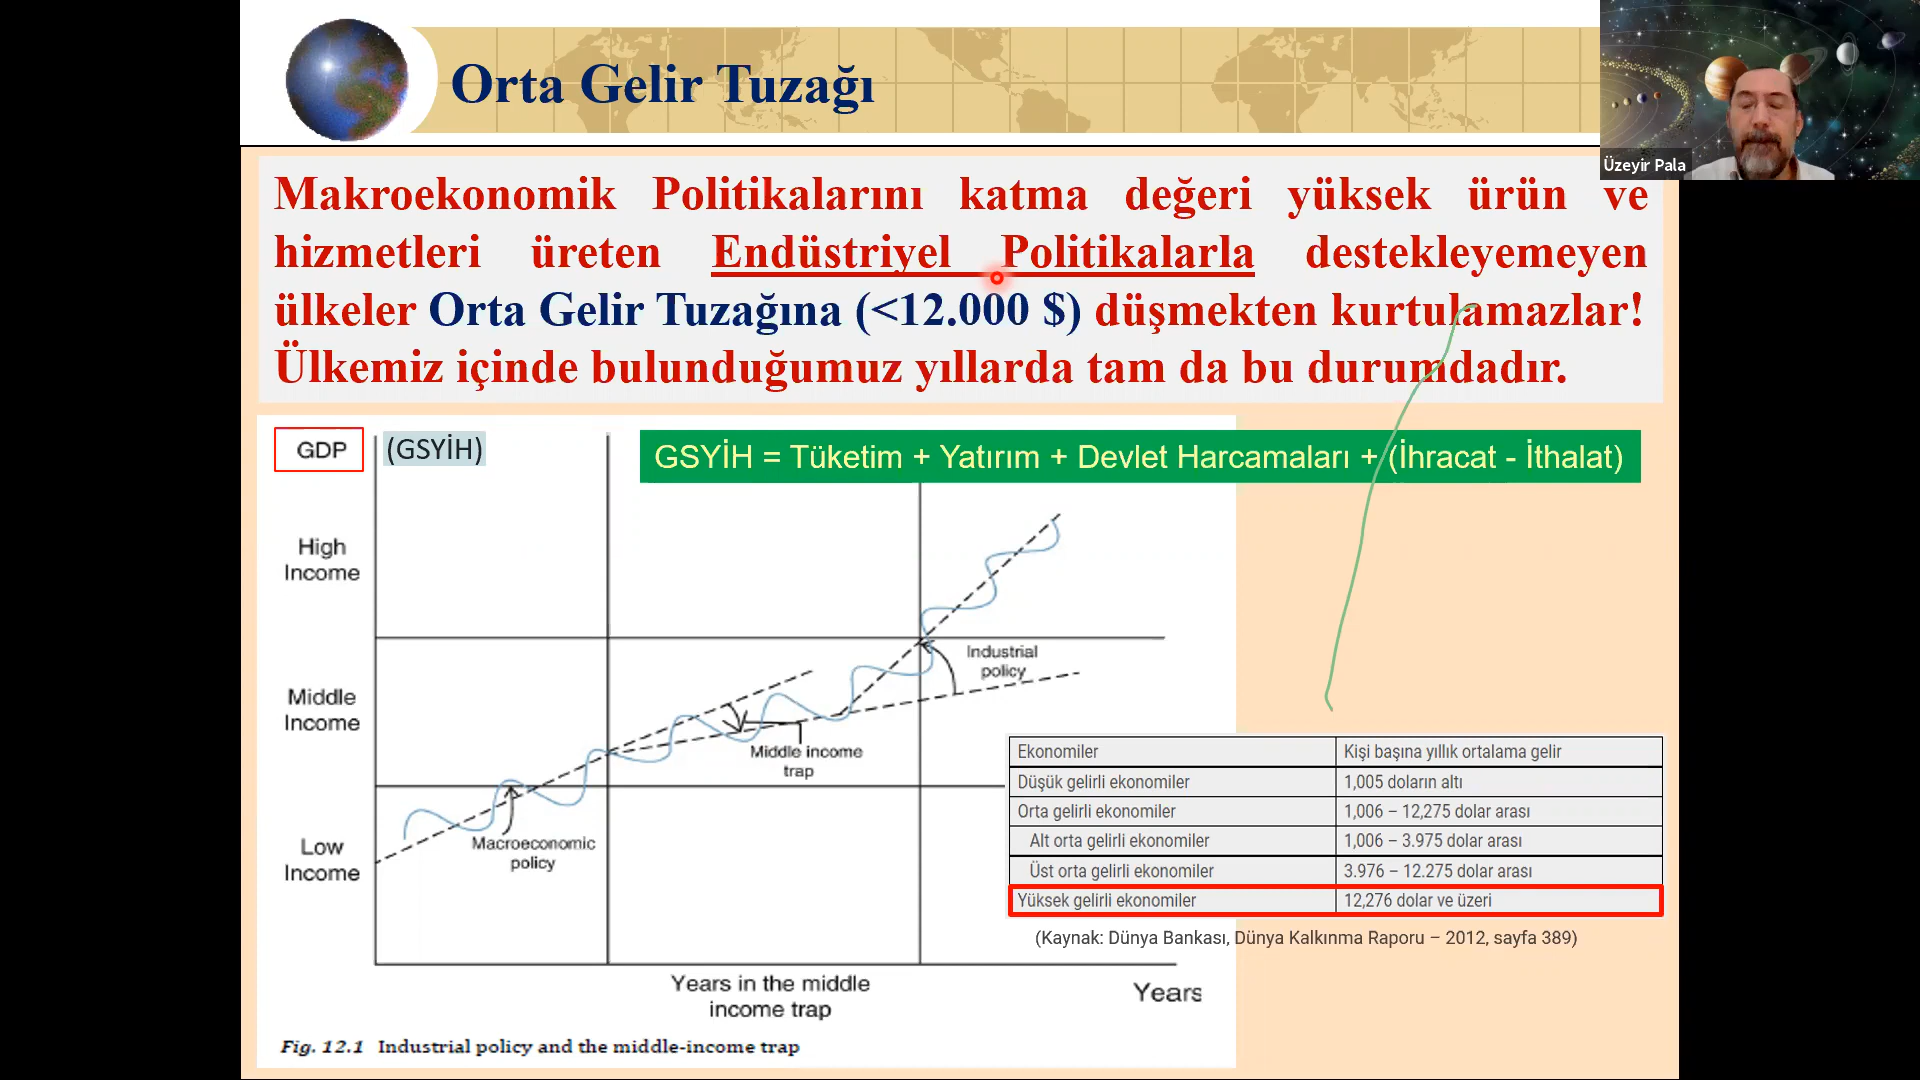 Orta Gelir Tuzağı
Üzeyir Pala
Makroekonomik Politikalarını katma değeri yüksek ürün ve
hizmetleri üreten Endüstriyel Politikalarla destekleyemeyen
ülkeler Orta Gelir Tuzağına (<12.000 $) düşmekten kurtulamazlar!
Ülkemiz içinde bulunduğumuz yıllarda tam da bu durumdadır.
GDP (GSYİH)
GSYİH = Tüketim + Yatırım + Devlet Harcamaları + (İhracat - İthalat)
High
Income
Industrial
policy
Middle
Income
Middle income
trap
Macroeconomic
policy
Low
Income
Ekonomiler Kişi başına yıllık ortalama gelir
Düşük gelirli ekonomiler 1,005 doların altı
Orta gelirli ekonomiler 1,006 – 12,275 dolar arası
Alt orta gelirli ekonomiler 1,006 – 3.975 dolar arası
Üst orta gelirli ekonomiler 3.976 – 12.275 dolar arası
Yüksek gelirli ekonomiler 12,276 dolar ve üzeri
(Kaynak: Dünya Bankası, Dünya Kalkınma Raporu – 2012, sayfa 389)
Years in the middle
income trap
Years
Fig. 12.1 Industrial policy and the middle-income trap